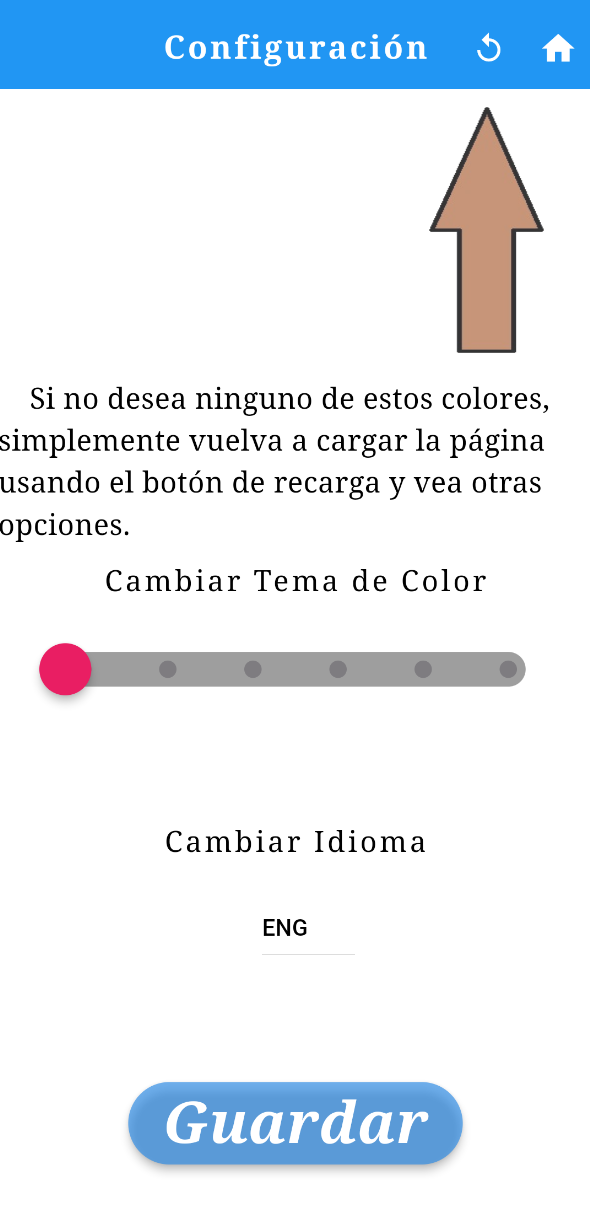 Configuración
Si no desea ninguno de estos colores,
simplemente vuelva a cargar la página
usando el botón de recarga y vea otras
opciones.
Cambiar Tema de Color
Cambiar Idioma
ENG
Guardar